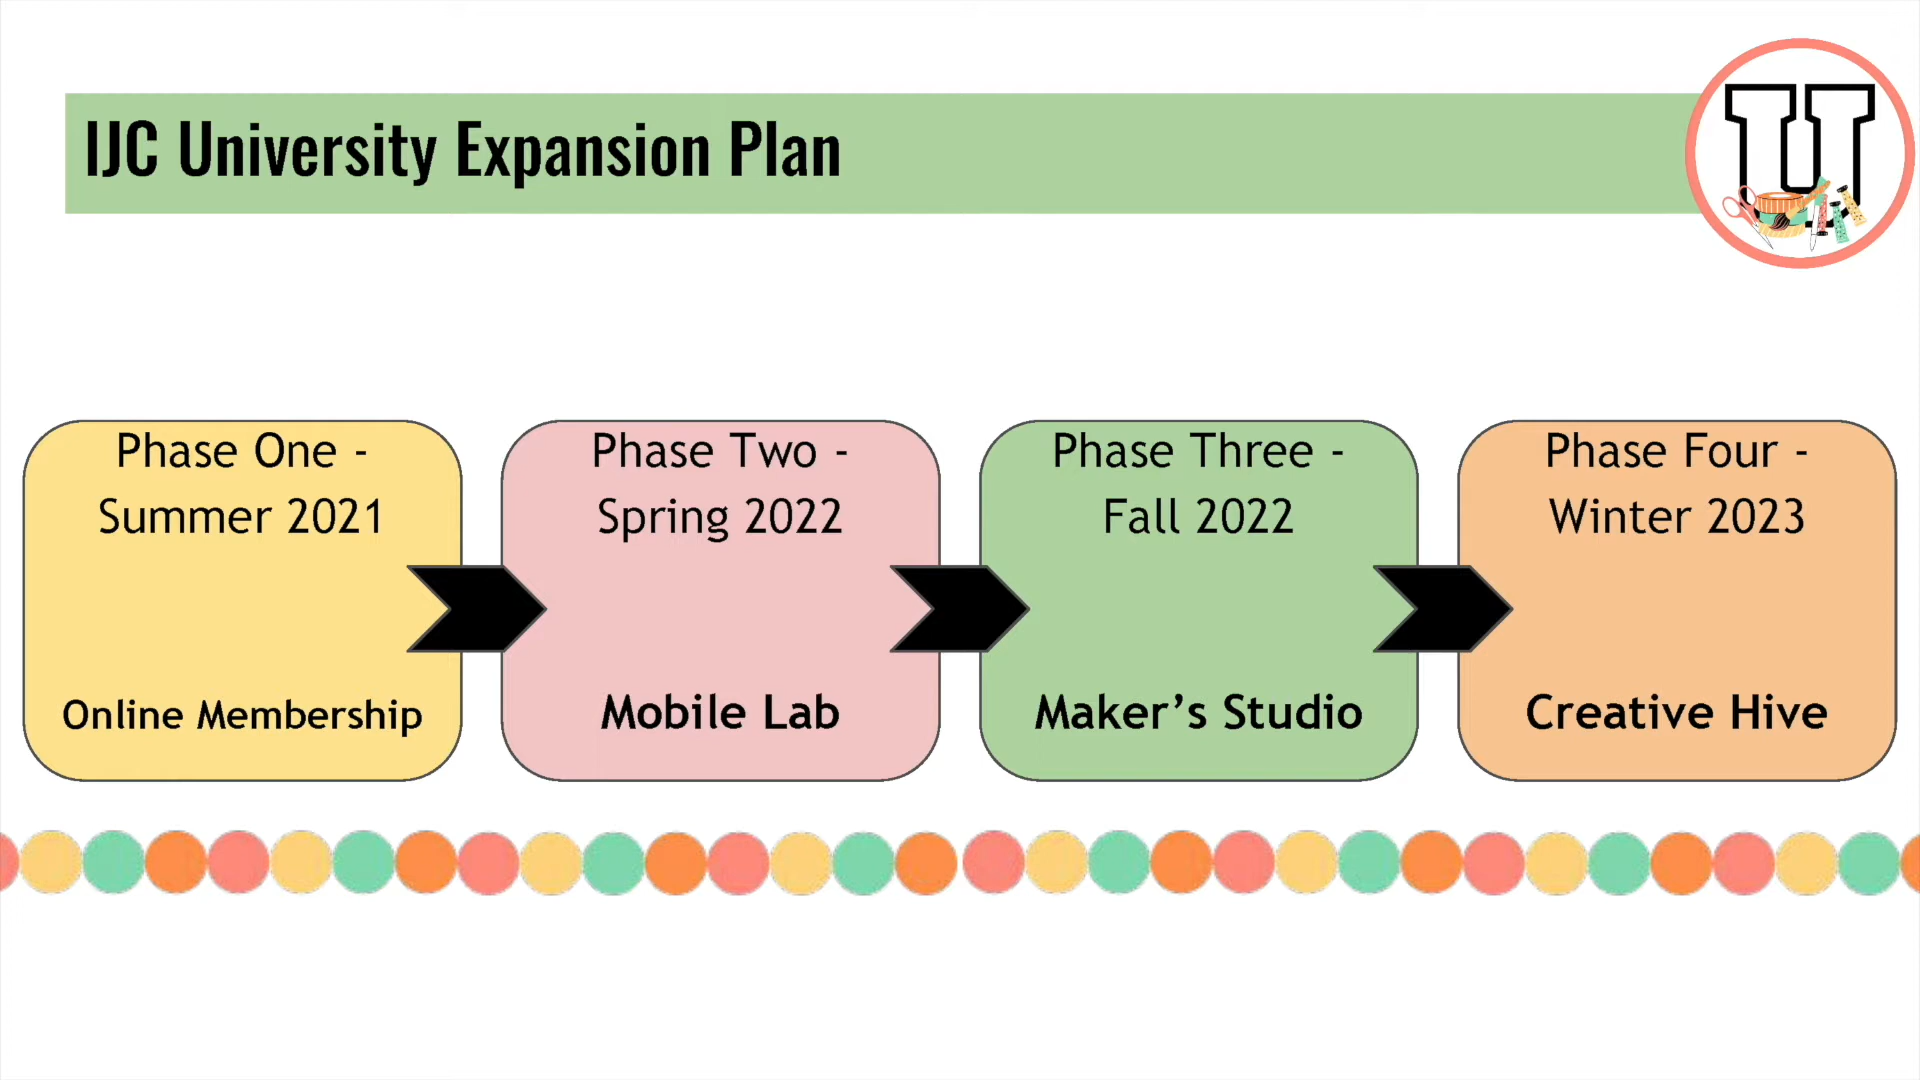 IJC University Expansion Plan
U
Phase One -
Summer 2021
Online Membership
Phase Two -
Spring 2022
Mobile Lab
Phase Three -
Fall 2022
Maker’s Studio
Phase Four -
Winter 2023
Creative Hive